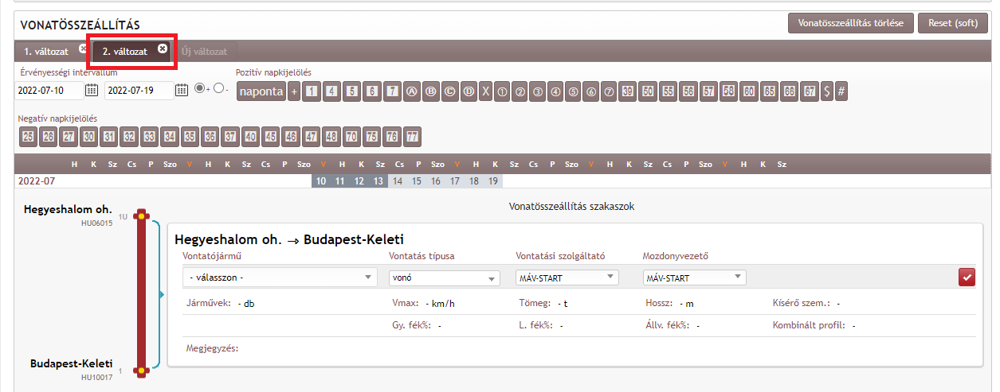 VONATÖSSZEÁLLÍTÁS
Vonatösszeállítás törlése Reset (soft)
1. változat 2. változat Új változat
Érvényességi intervallum Pozitív napkijelölés
2022-07-10 2022-07-19 + - naponta + 1 4 5 6 7 Ⓐ Ⓑ Ⓒ Ⓓ X ① ② ③ ④ ⑤ ⑥ ⑦ 39 50 55 56 57 58 60 65 66 67 $ #
Negatív napkijelölés
25 26 27 30 31 32 33 34 35 36 37 40 45 46 47 48 70 75 76 77
H K Sz Cs P Szo V H K Sz Cs P Szo V H K Sz Cs P Szo V H K Sz Cs P Szo V H K Sz Cs P Szo V H K Sz
2022-07 10 11 12 13 14 15 16 17 18 19
Vonatösszeállítás szakaszok
Hegyeshalom oh. 1U
HU06015
Hegyeshalom oh. → Budapest-Keleti
Vontatójármű Vontatás típusa Vontatási szolgáltató Mozdonyvezető
- válasszon - vonó MÁV-START MÁV-START
Járművek: - db Vmax: - km/h Tömeg: - t Hossz: - m Kísérő szem.: -
Gy. fék%: - L. fék%: - Állv. fék%: - Kombinált profil: -
Megjegyzés:
Budapest-Keleti 1
HU10017